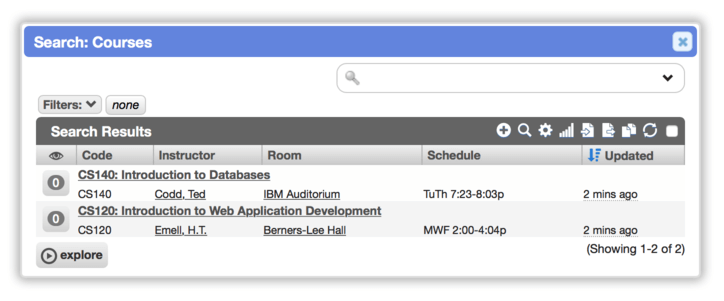 Search: Courses
Filters: none
Search Results
Code Instructor Room Schedule Updated
0 CS140: Introduction to Databases
CS140 Codd, Ted IBM Auditorium TuTh 7:23-8:03p 2 mins ago
0 CS120: Introduction to Web Application Development
CS120 Emell, H.T. Berners-Lee Hall MWF 2:00-4:04p 2 mins ago
explore (Showing 1-2 of 2)